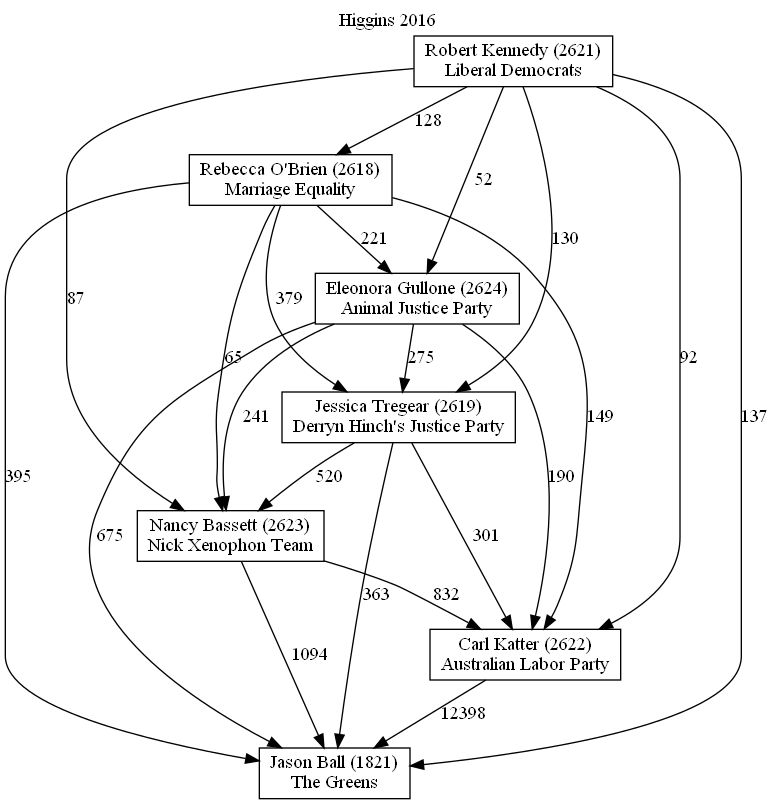 Higgins 2016
Robert Kennedy (2621)
Liberal Democrats
128
Rebecca O'Brien (2618)
Marriage Equality
52
221
130
Eleonora Gullone (2624)
Animal Justice Party
87
379
65
275
92
Jessica Tregear (2619)
Derryn Hinch's Justice Party
241
149
137
395
520
190
Nancy Bassett (2623)
Nick Xenophon Team
675
301
363
832
Carl Katter (2622)
Australian Labor Party
1094
12398
Jason Ball (1821)
The Greens